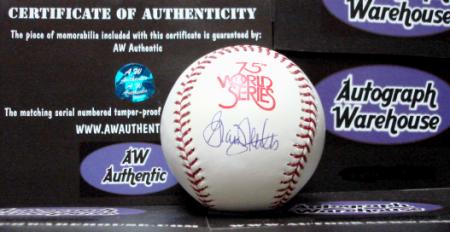 CERTIFICATE OF AUTHENTICITY
The piece of memorabilia included with this certificate is guaranteed by:
AW Authentic
The matching serial numbered tamper-proof
WWW.AWAUTHENT
AW
Authentic
75th
WORLD
SERIES
Warehouse
Autograph
Warehouse